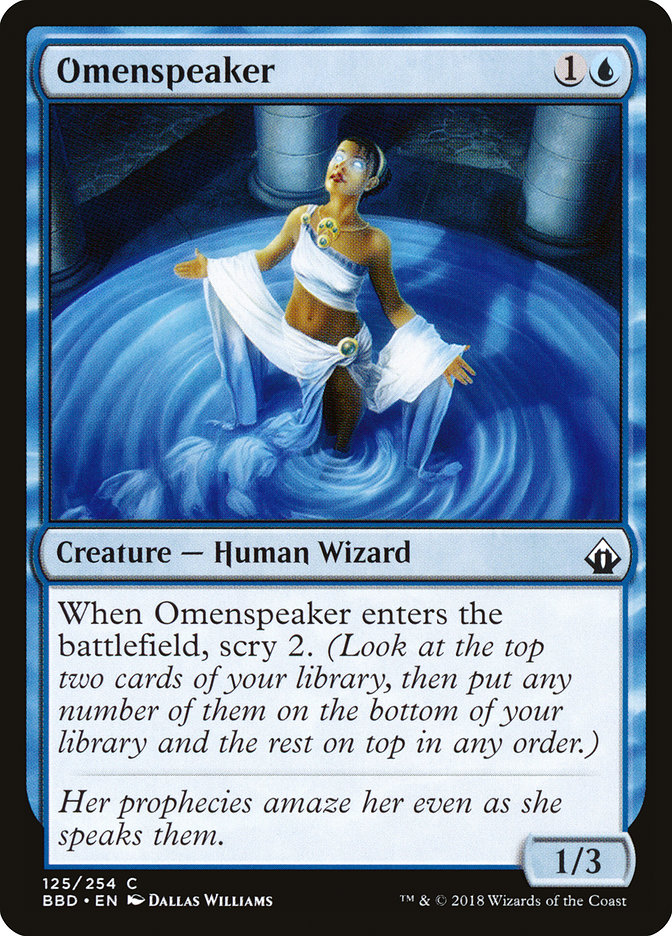 Omenspeaker 1
Creature — Human Wizard
When Omenspeaker enters the
battlefield, scry 2. (Look at the top
two cards of your library, then put any
number of them on the bottom of your
library and the rest on top in any order.)
Her prophecies amaze her even as she
speaks them.
1/3
125/254 C
BBD • EN Dallas Williams
™ & © 2018 Wizards of the Coast